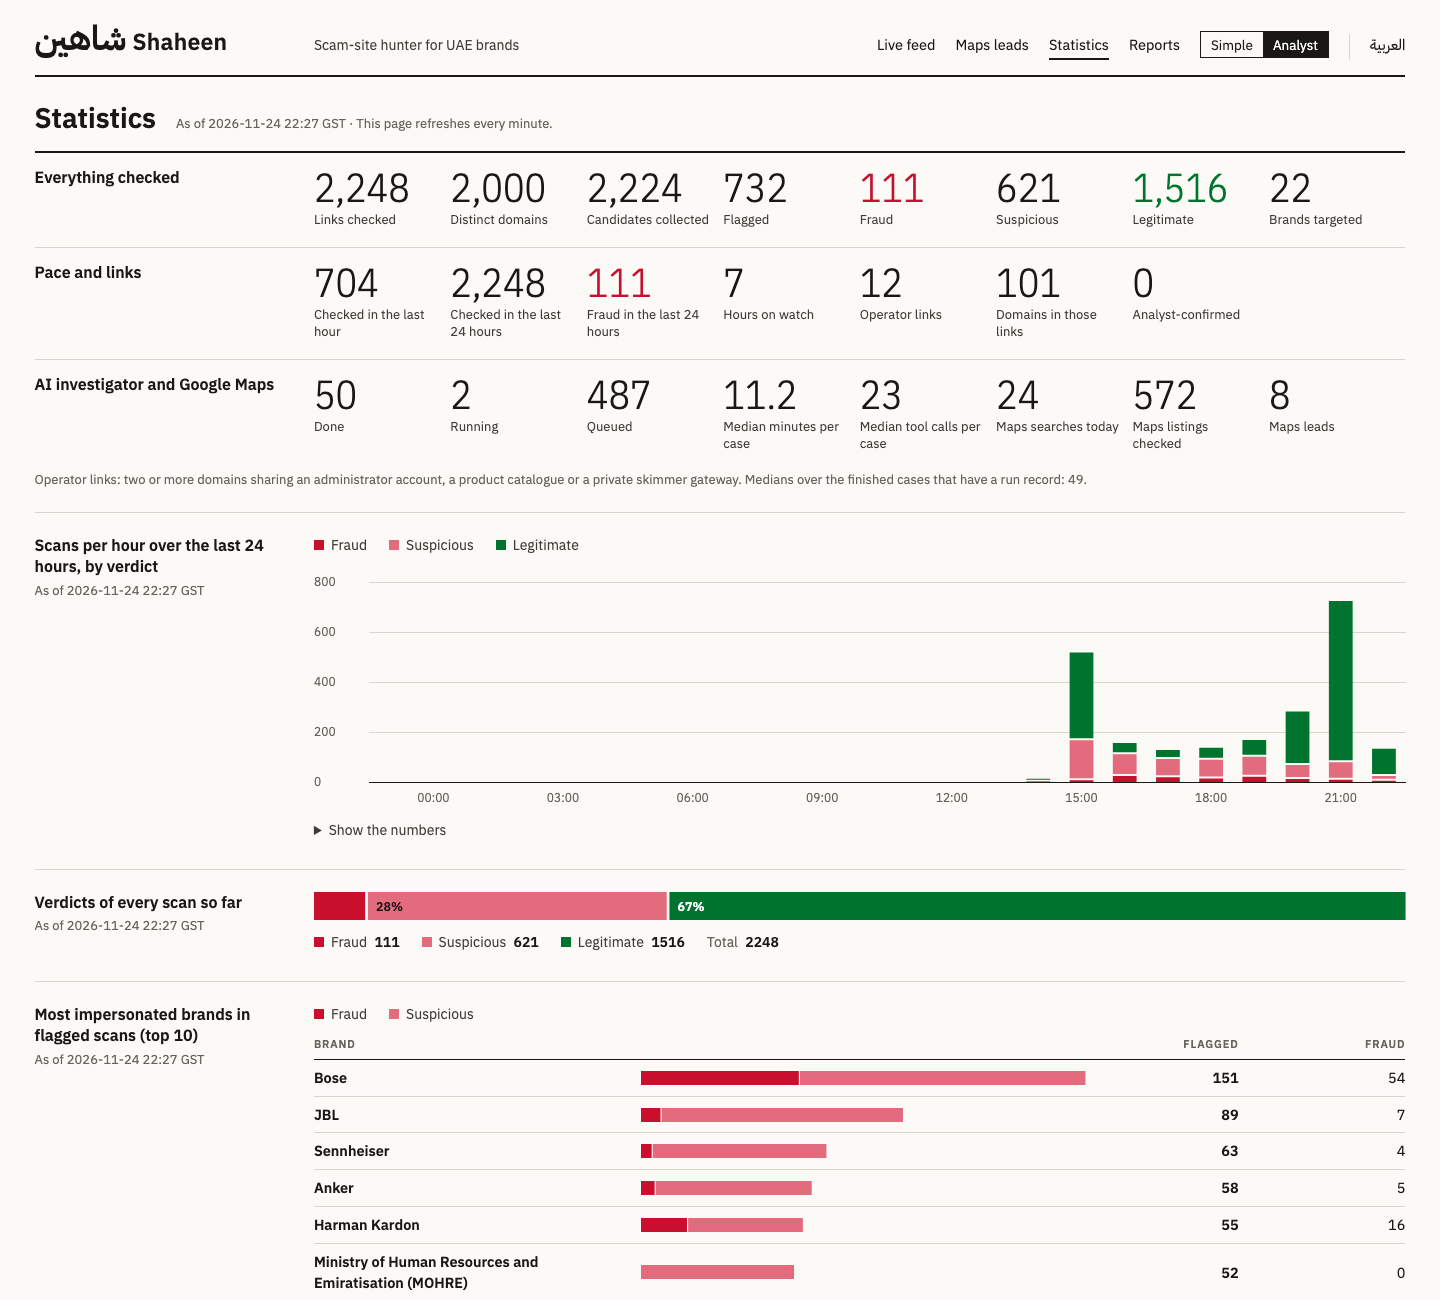 شاهين Shaheen
Scam-site hunter for UAE brands
Live feed
Maps leads
Statistics
Reports
Simple
Analyst
العربية
Statistics
As of 2026-11-24 22:27 GST · This page refreshes every minute.
Everything checked
2,248
Links checked
2,000
Distinct domains
2,224
Candidates collected
732
Flagged
111
Fraud
621
Suspicious
1,516
Legitimate
22
Brands targeted
Pace and links
704
Checked in the last
hour
2,248
Checked in the last
24 hours
111
Fraud in the last 24
hours
7
Hours on watch
12
Operator links
101
Domains in those
links
0
Analyst-confirmed
AI investigator and Google Maps
50
Done
2
Running
487
Queued
11.2
Median minutes per
case
23
Median tool calls per
case
24
Maps searches today
572
Maps listings
checked
8
Maps leads
Operator links: two or more domains sharing an administrator account, a product catalogue or a private skimmer gateway. Medians over the finished cases that have a run record: 49.
Scans per hour over the last 24
hours, by verdict
As of 2026-11-24 22:27 GST
Fraud
Suspicious
Legitimate
800
600
400
200
0
00:00
03:00
06:00
09:00
12:00
15:00
18:00
21:00
Show the numbers
Verdicts of every scan so far
As of 2026-11-24 22:27 GST
28%
67%
Fraud 111
Suspicious 621
Legitimate 1516
Total 2248
Most impersonated brands in
flagged scans (top 10)
As of 2026-11-24 22:27 GST
Fraud
Suspicious
BRAND
FLAGGED
FRAUD
Bose 151 54
JBL 89 7
Sennheiser 63 4
Anker 58 5
Harman Kardon 55 16
Ministry of Human Resources and
Emiratisation (MOHRE) 52 0